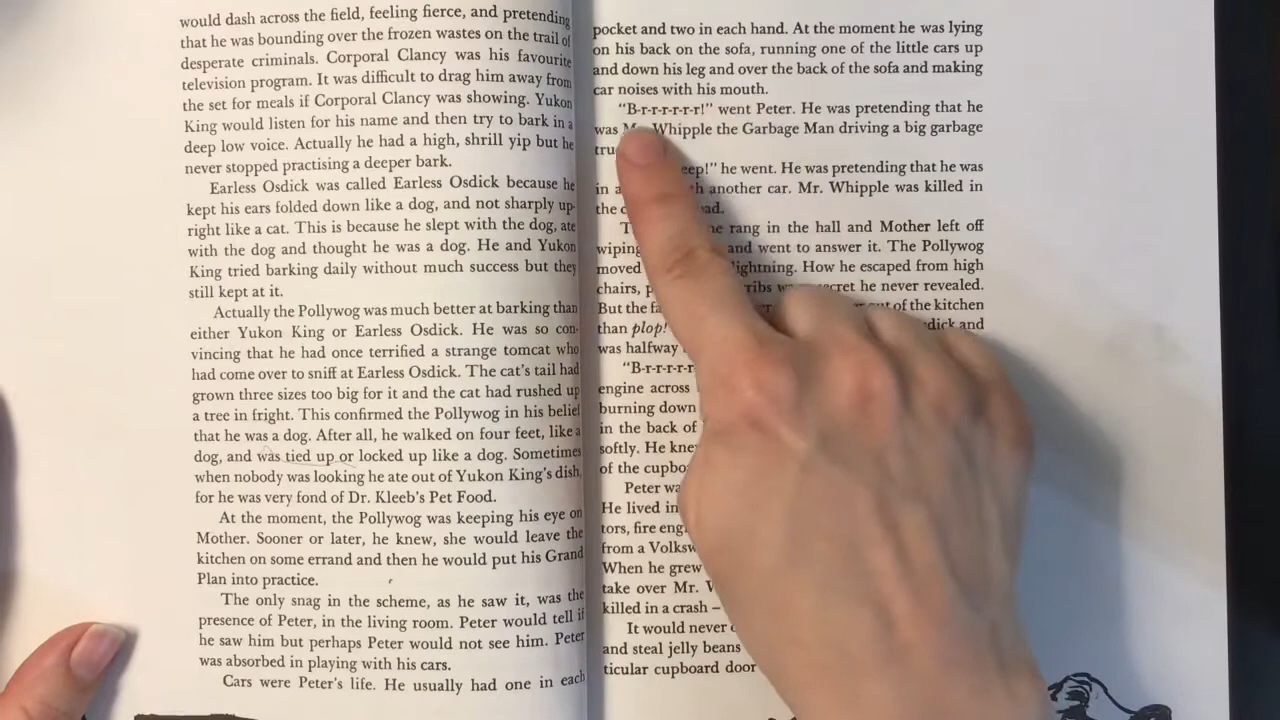 would dash across the field, feeling fierce, and pretending
that he was bounding over the frozen wastes on the trail of
desperate criminals. Corporal Clancy was his favourite
television program. It was difficult to drag him away from
the set for meals if Corporal Clancy was showing. Yukon
King would listen for his name and then try to bark in a
deep low voice. Actually he had a high, shrill yip but he
never stopped practising a deeper bark.
Earless Osdick was called Earless Osdick because he
kept his ears folded down like a dog, and not sharply up-
right like a cat. This is because he slept with the dog, ate
with the dog and thought he was a dog. He and Yukon
King tried barking daily without much success but they
still kept at it.
Actually the Pollywog was much better at barking than
either Yukon King or Earless Osdick. He was so con-
vincing that he had once terrified a strange tomcat who
had come over to sniff at Earless Osdick. The cat's tail had
grown three sizes too big for it and the cat had rushed up
a tree in fright. This confirmed the Pollywog in his belief
that he was a dog. After all, he walked on four feet, like a
dog, and was tied up or locked up like a dog. Sometimes
when nobody was looking he ate out of Yukon King's dish,
for he was very fond of Dr. Kleeb's Pet Food.
At the moment, the Pollywog was keeping his eye on
Mother. Sooner or later, he knew, she would leave the
kitchen on some errand and then he would put his Grand
Plan into practice.
The only snag in the scheme, as he saw it, was the
presence of Peter, in the living room. Peter would tell if
he saw him but perhaps Peter would not see him. Peter
was absorbed in playing with his cars.
Cars were Peter's life. He usually had one in each
pocket and two in each hand. At the moment he was lying
on his back on the sofa, running one of the little cars up
and down his leg and over the back of the sofa and making
car noises with his mouth.
"B-r-r-r-r-r!" went Peter. He was pretending that he
was Mr. Whipple the Garbage Man driving a big garbage
he went. He was pretending that he was
in a another car. Mr. Whipple was killed in
the
rang in the hall and Mother left off
wiping and went to answer it. The Pollywog
moved lightning. How he escaped from high
chairs, he never revealed.
But the of the kitchen
than plop! and
was halfway
"B-r-r-r-r
engine across
burning down
in the back of
softly. He
of the
Peter
He lived in
tors, fire
from a
When he grew
take over Mr.
killed in a crash –
It would never
and steal jelly beans
ticular cupboard door